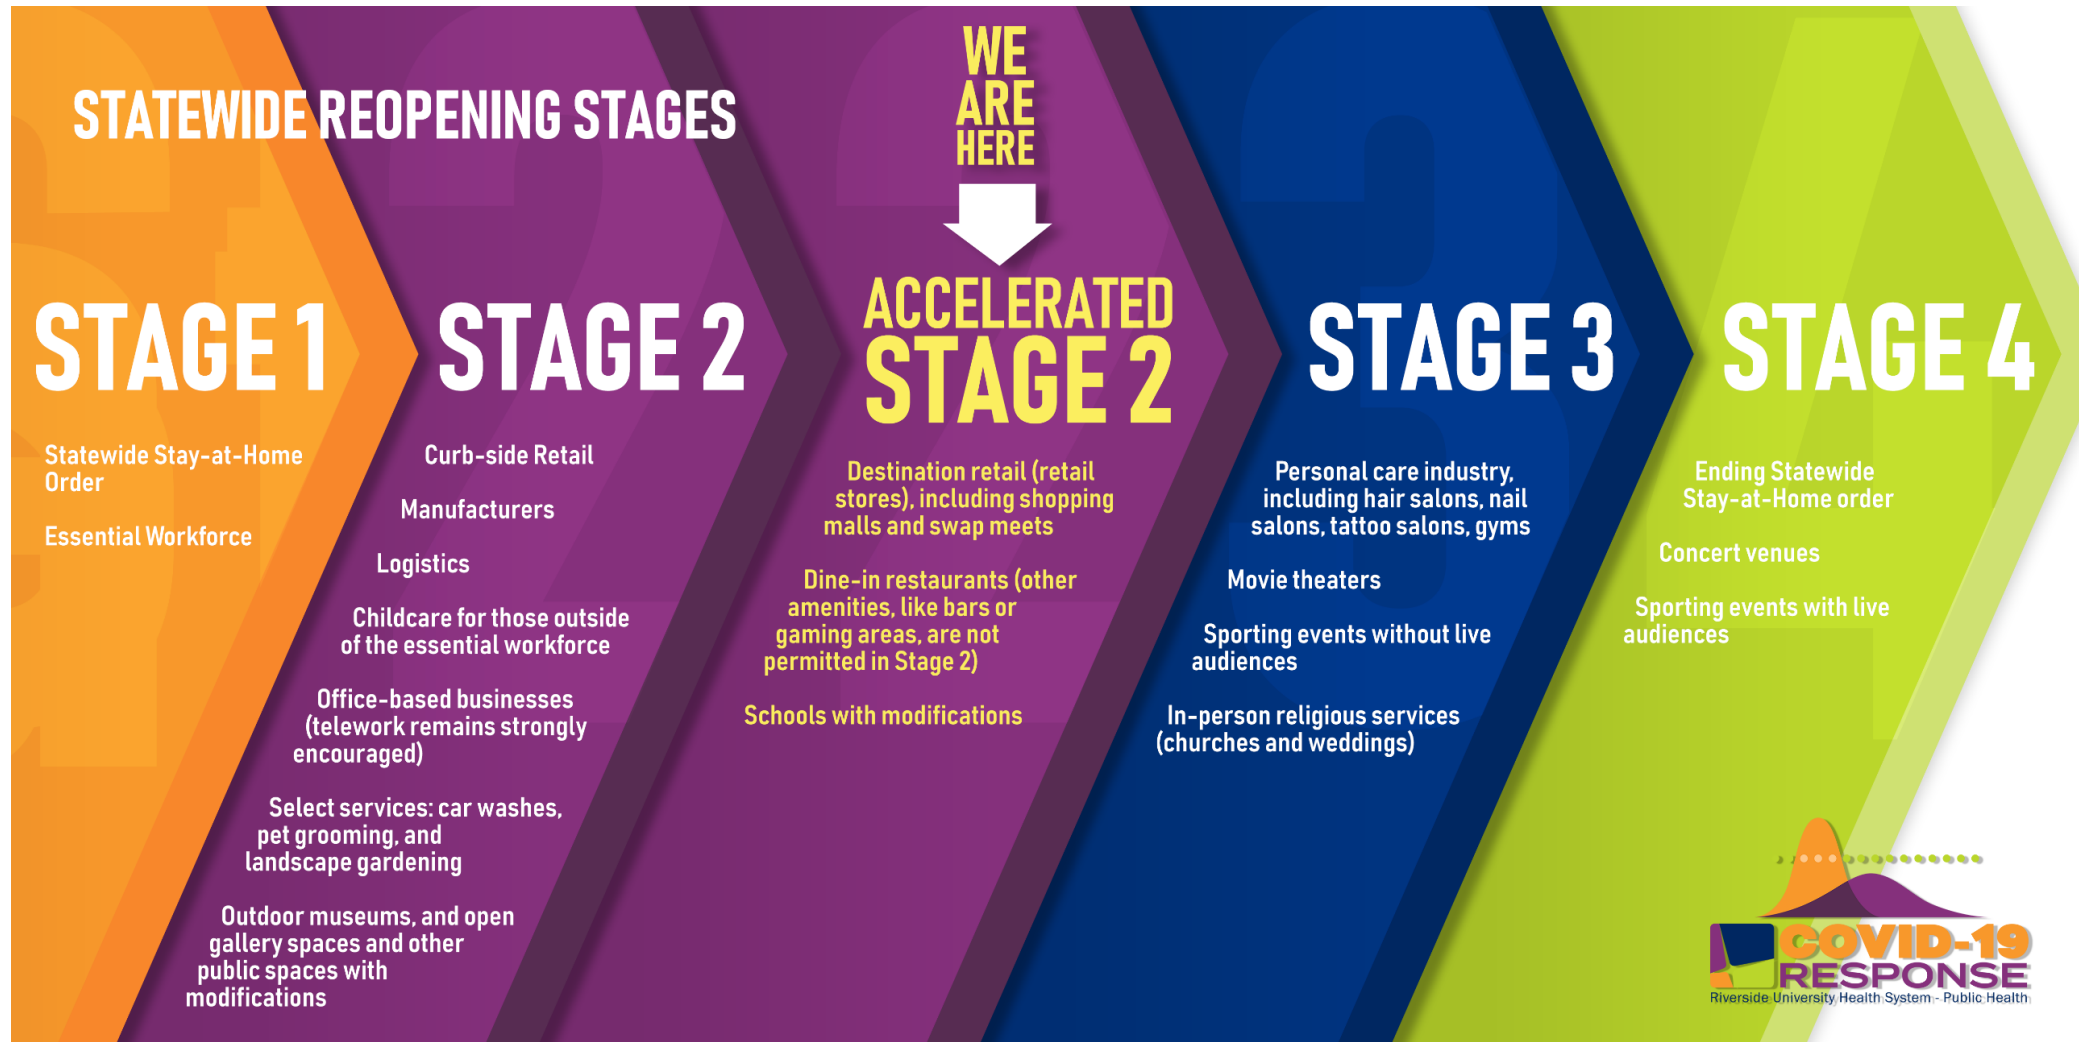 STATEWIDE REOPENING STAGES
WE
ARE
HERE
STAGE 1
Statewide Stay-at-Home
Order
Essential Workforce
STAGE 2
Curb-side Retail
Manufacturers
Logistics
Childcare for those outside
of the essential workforce
Office-based businesses
(telework remains strongly
encouraged)
Select services: car washes,
pet grooming, and
landscape gardening
Outdoor museums, and open
gallery spaces and other
public spaces with
modifications
ACCELERATED
STAGE 2
Destination retail (retail
stores), including shopping
malls and swap meets
Dine-in restaurants (other
amenities, like bars or
gaming areas, are not
permitted in Stage 2)
Schools with modifications
STAGE 3
Personal care industry,
including hair salons, nail
salons, tattoo salons, gyms
Movie theaters
Sporting events without live
audiences
In-person religious services
(churches and weddings)
STAGE 4
Ending Statewide
Stay-at-Home order
Concert venues
Sporting events with live
audiences
COVID-19
RESPONSE
Riverside University Health System - Public Health